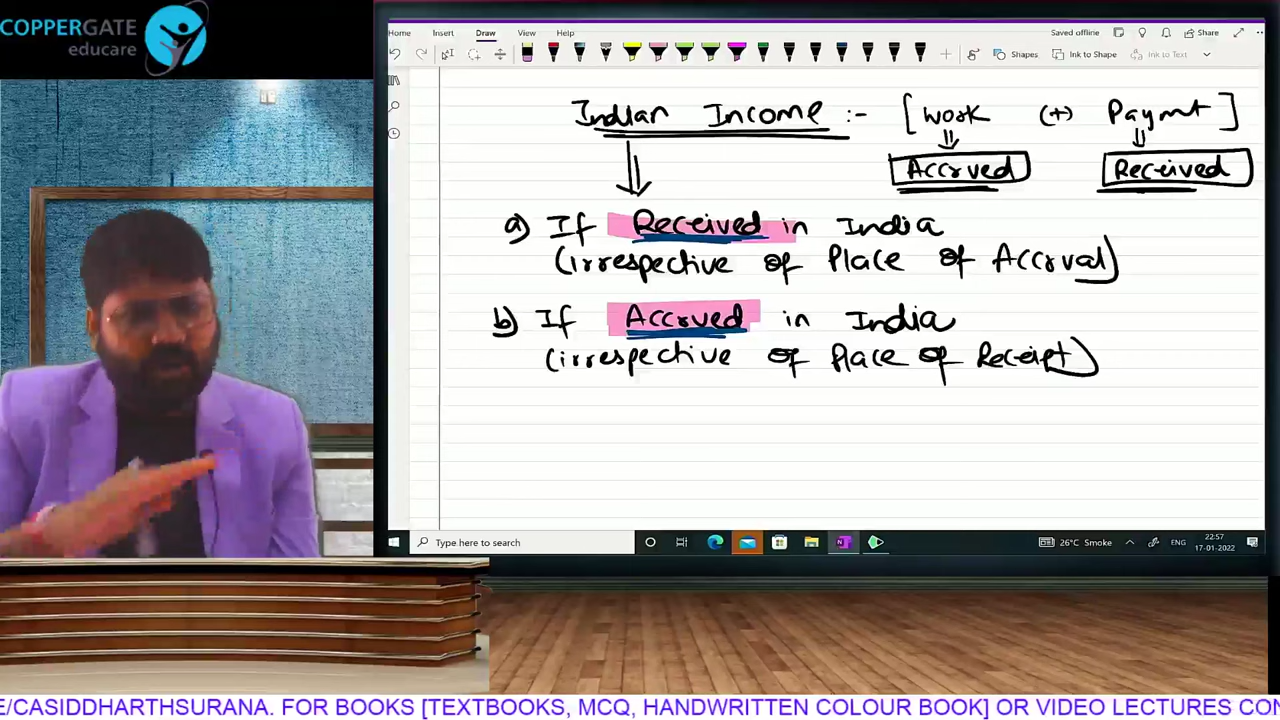 COPPERGATE
educare
Home Insert Draw View Help
Saved offline Share
Shapes Ink to Shape Ink to Text
Indian Income :- [Work (+) Paymt]
Accrued Received
a) If Received in India
(irrespective of Place of Accrual)
b) If Accrued in India
(irrespective of Place of Receipt)
Type here to search
26°C Smoke ENG 22:57
17-01-2022
E/CASIDDHARTHSURANA. FOR BOOKS [TEXTBOOKS, MCQ, HANDWRITTEN COLOUR BOOK] OR VIDEO LECTURES CON